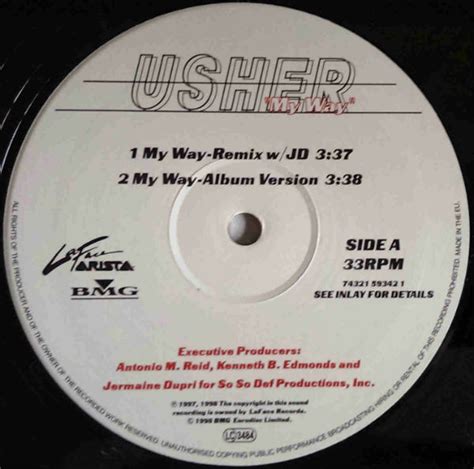 USHER
"My Way"
1 My Way-Remix w/JD 3:37
2 My Way-Album Version 3:38
LaFace
ARISTA
BMG
SIDE A
33RPM
74321 59342 1
SEE INLAY FOR DETAILS
Executive Producers:
Antonio M. Reid, Kenneth B. Edmonds and
Jermaine Dupri for So So Def Productions, Inc.
℗ 1997, 1998 The copyright in this sound
recording is owned by LaFace Records.
© 1998 BMG Eurodisc Limited.
LC 3484
ALL RIGHTS OF THE PRODUCER AND OF THE OWNER OF THE RECORDED WORK RESERVED. UNAUTHORISED COPYING PUBLIC PERFORMANCE BROADCASTING HIRING OR RENTAL OF THIS RECORDING PROHIBITED. MADE IN THE E.U.